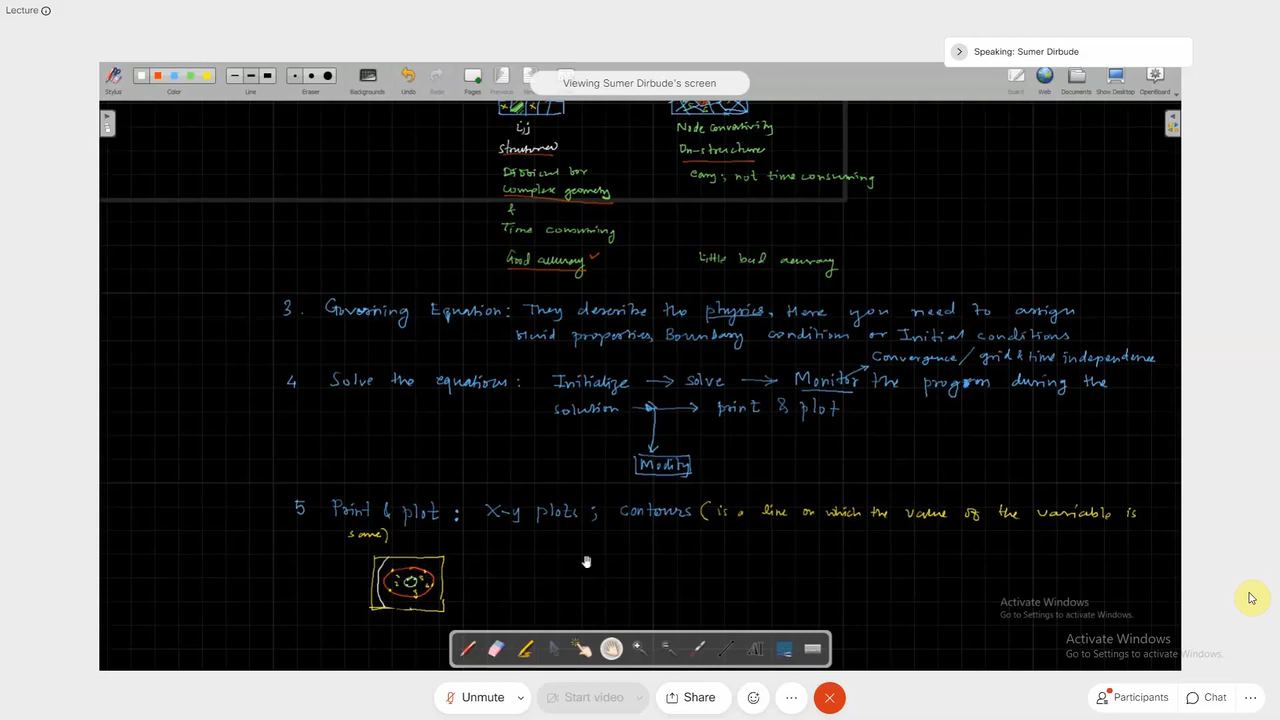 Lecture
Speaking: Sumer Dirbude
Viewing Sumer Dirbude's screen
Stylus Color Line Eraser Backgrounds Undo Redo Pages Previous Board Web Documents Show Desktop OpenBoard
i,j
Node
structured
Un-structure
Difficult for
complex geometry
Easy; not time consuming
&
Time consuming
Good accuracy ✓
Little bad accuracy
3. Governing Equation: They describe the physics, Here you need to assign
fluid properties, Boundary conditions or Initial conditions
Convergence/ grid & time independence
4 Solve the equations: Initialize → solve → Monitor the program during the
solution → print & plot
Modify
5 Print & plot: X-y plots; contours (is a line on which the value of the variable is
same)
Activate Windows
Go to Settings to activate Windows.
Activate Windows
Go to Settings to activate Windows.
Unmute Start video Share Participants Chat